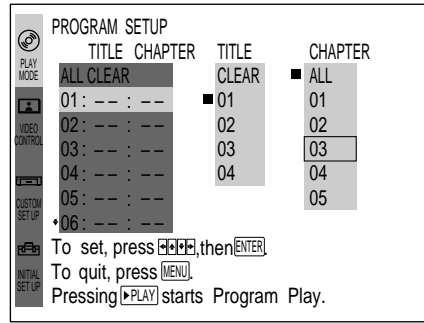 PROGRAM SETUP
TITLE CHAPTER TITLE CHAPTER
PLAY MODE
ALL CLEAR CLEAR ALL
01 : – – : – – 01 01
VIDEO CONTROL
02 : – – : – – 02 02
03 : – – : – – 03 03
04 : – – : – – 04 04
CUSTOM SET UP
05 : – – : – – 05
06 : – – : – –
To set, press ,then ENTER.
INITIAL SET UP
To quit, press MENU.
Pressing PLAY starts Program Play.